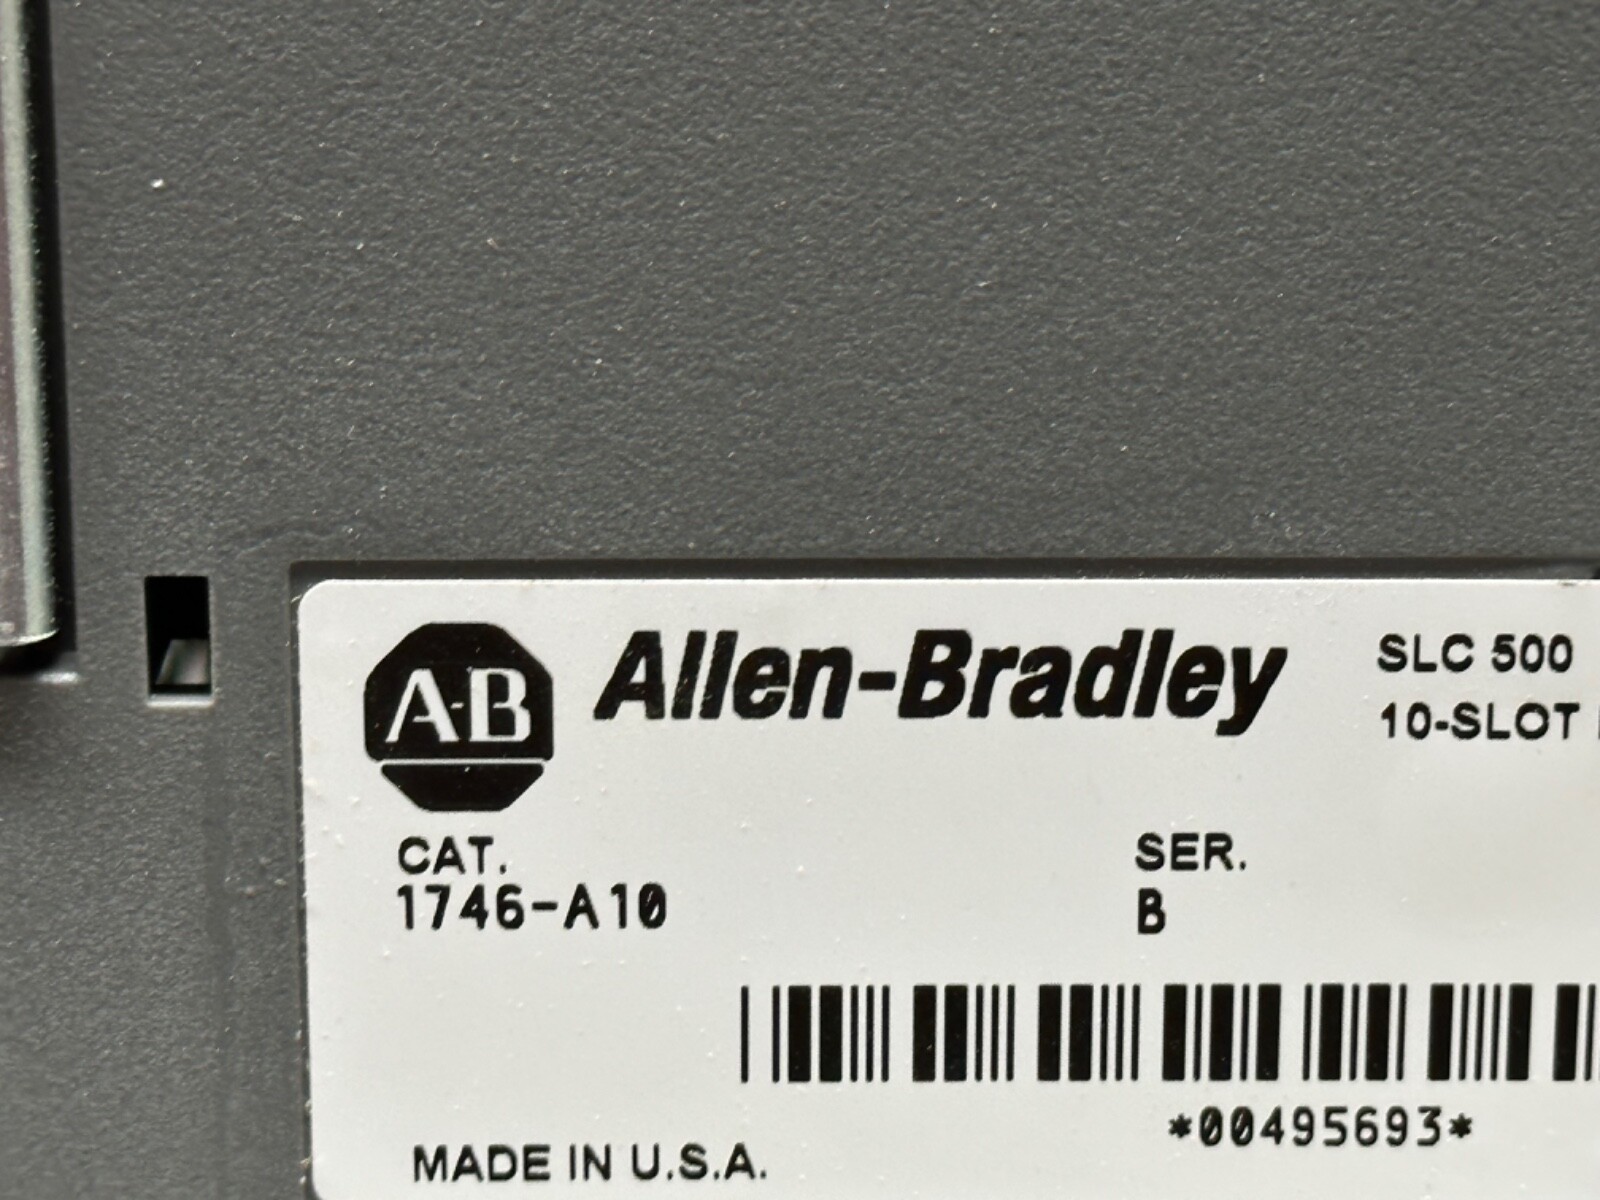 A-B Allen-Bradley
SLC 500
10-SLOT
CAT.
1746-A10
SER.
B
*00495693*
MADE IN U.S.A.